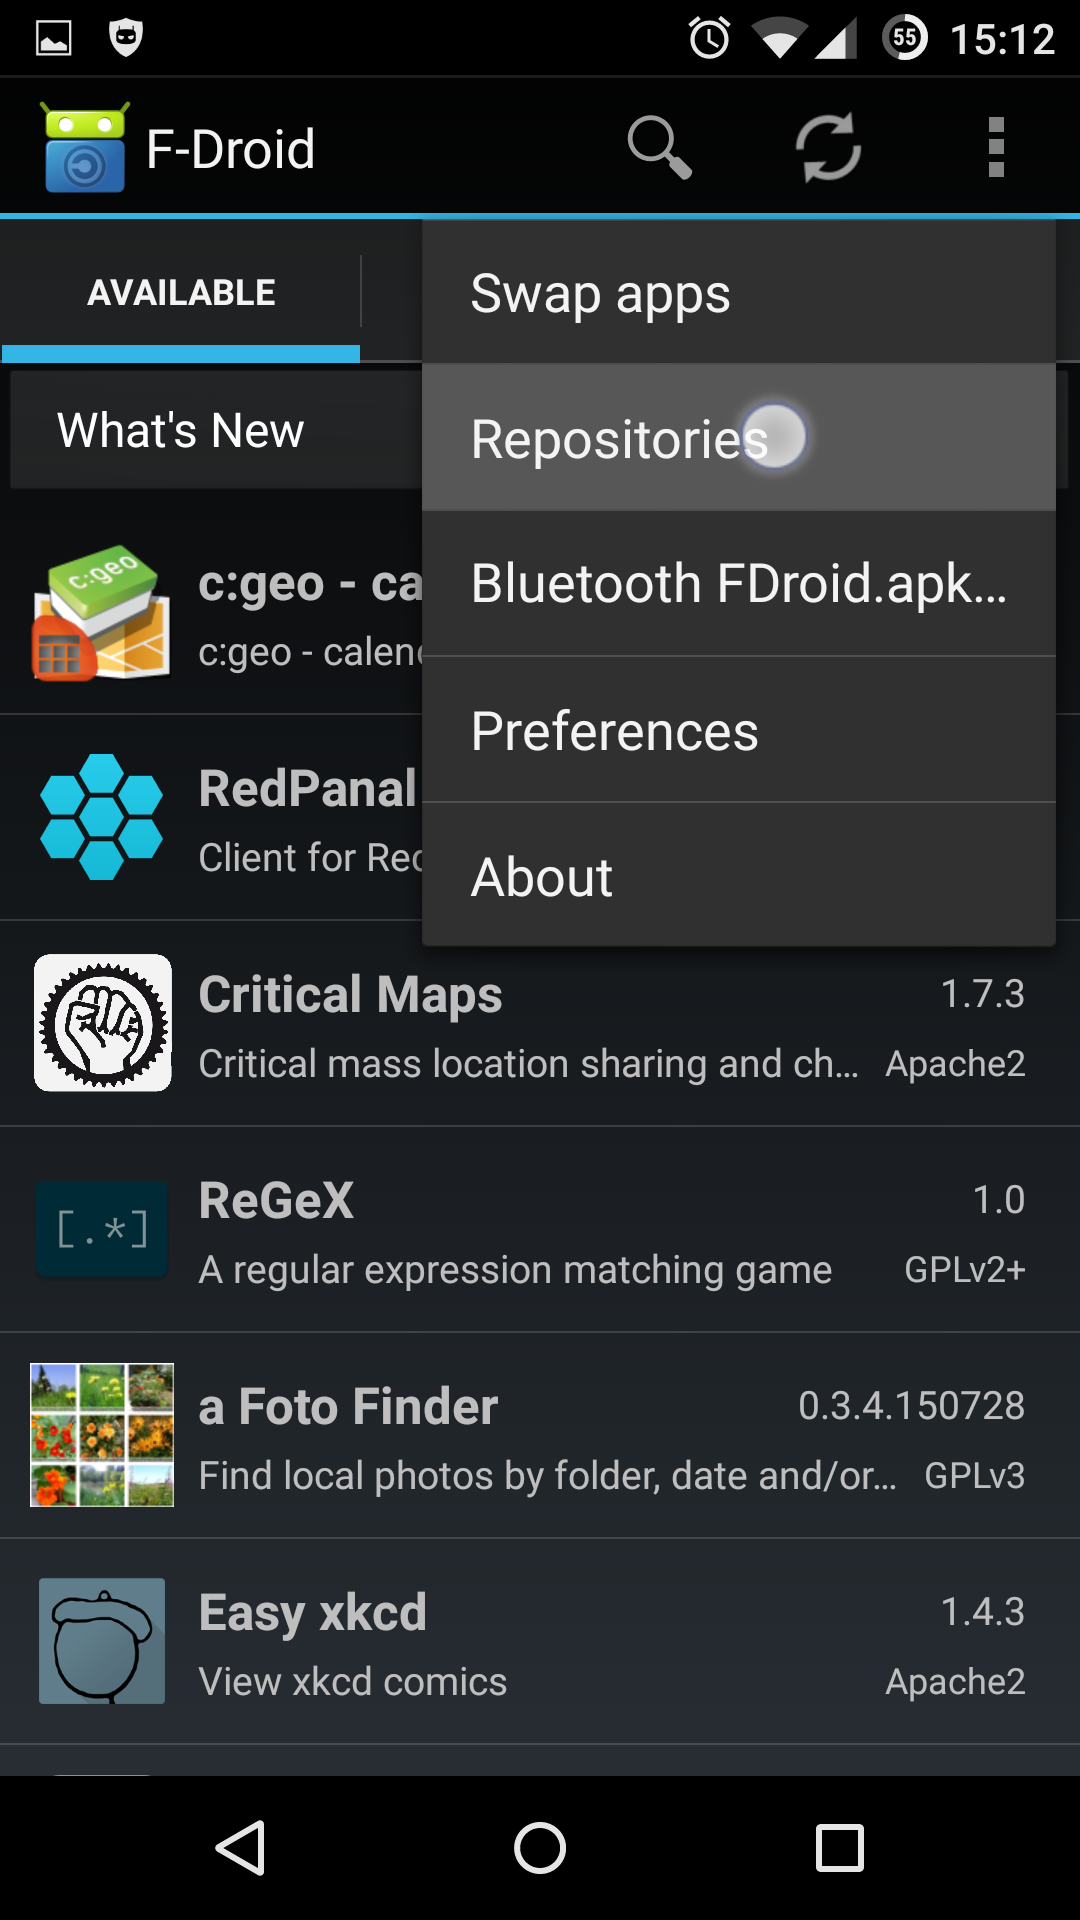 55 15:12
F-Droid
AVAILABLE
Swap apps
What's New
Repositories
c:geo
c:geo - ca
Bluetooth FDroid.apk...
c:geo - calen
Preferences
RedPanal
Client for Rec
About
Critical Maps 1.7.3
Critical mass location sharing and ch... Apache2
[.*]
ReGeX 1.0
A regular expression matching game GPLv2+
a Foto Finder 0.3.4.150728
Find local photos by folder, date and/or... GPLv3
Easy xkcd 1.4.3
View xkcd comics Apache2